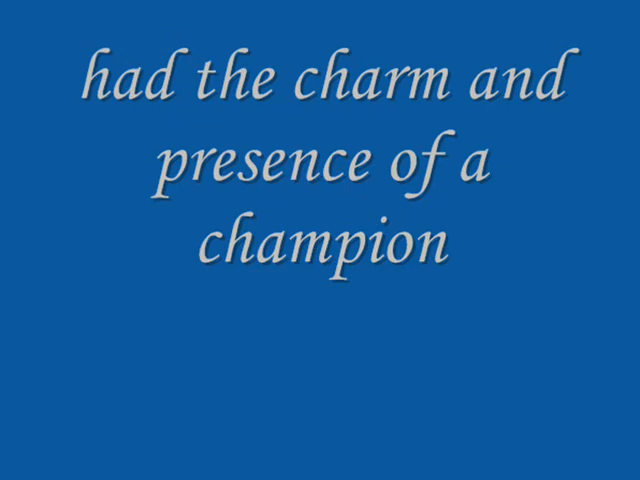 had the charm and
presence of a
champion